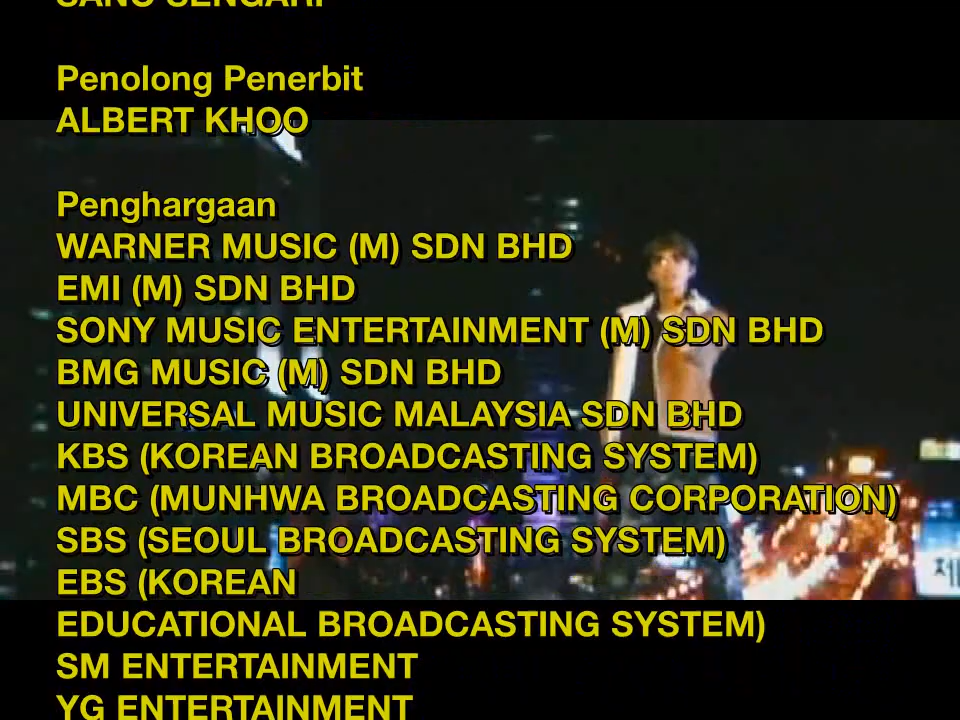 SANU SENGARI
Penolong Penerbit
ALBERT KHOO
Penghargaan
WARNER MUSIC (M) SDN BHD
EMI (M) SDN BHD
SONY MUSIC ENTERTAINMENT (M) SDN BHD
BMG MUSIC (M) SDN BHD
UNIVERSAL MUSIC MALAYSIA SDN BHD
KBS (KOREAN BROADCASTING SYSTEM)
MBC (MUNHWA BROADCASTING CORPORATION)
SBS (SEOUL BROADCASTING SYSTEM)
EBS (KOREAN
EDUCATIONAL BROADCASTING SYSTEM)
SM ENTERTAINMENT
YG ENTERTAINMENT